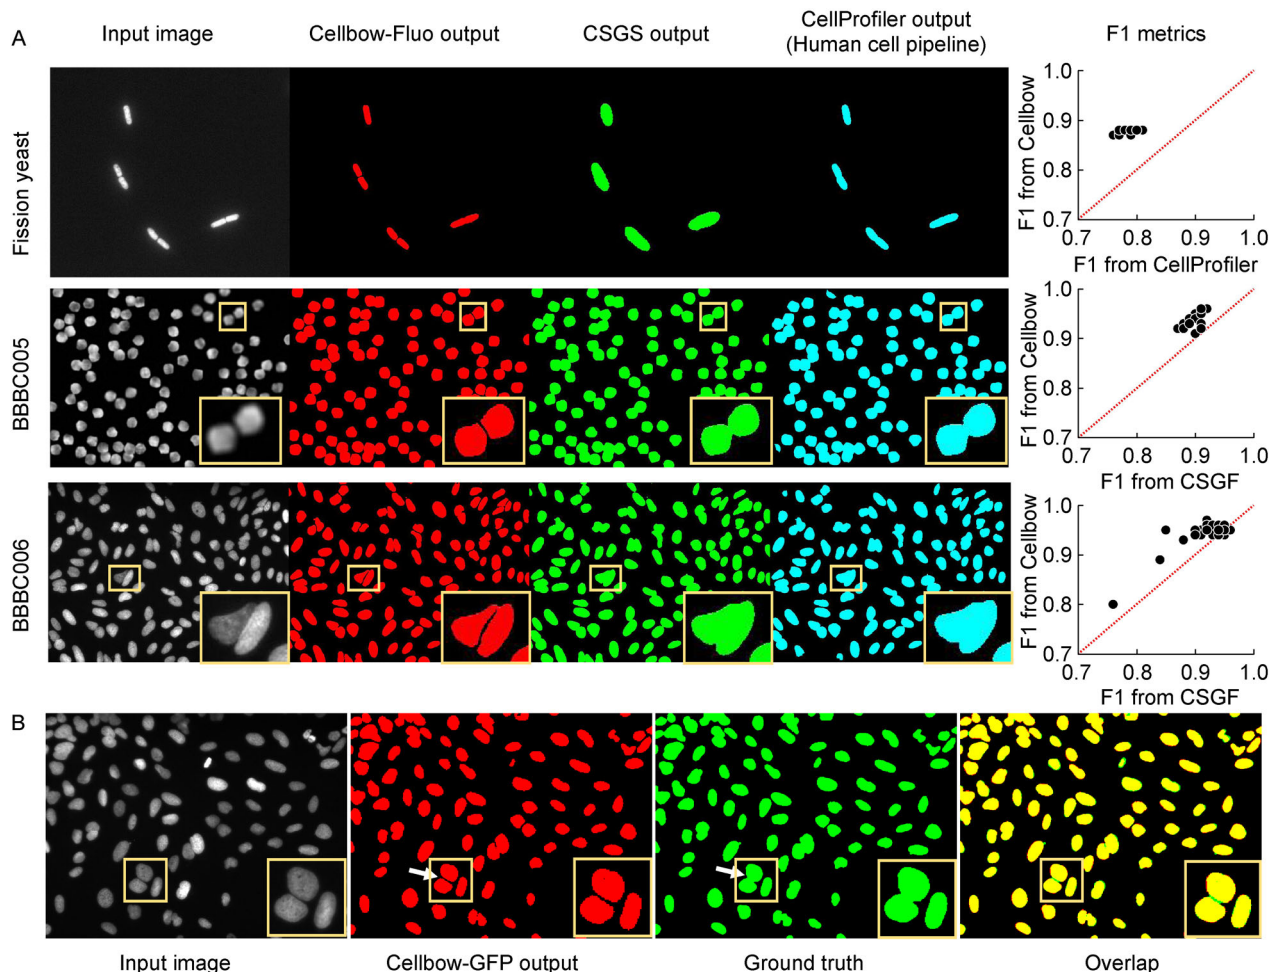 A
Input image
Cellbow-Fluo output
CSGS output
CellProfiler output
(Human cell pipeline)
F1 metrics
Fission yeast
F1 from Cellbow
1.0
0.9
0.8
0.7
0.7
0.8
0.9
1.0
F1 from CellProfiler
BBBC005
F1 from Cellbow
1.0
0.9
0.8
0.7
0.7
0.8
0.9
1.0
F1 from CSGF
BBBC006
F1 from Cellbow
1.0
0.9
0.8
0.7
0.7
0.8
0.9
1.0
F1 from CSGF
B
Input image
Cellbow-GFP output
Ground truth
Overlap